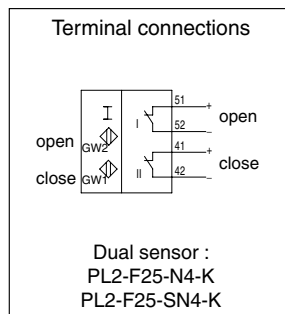 Terminal connections
51 +
I open
52 –
open GW2
41 +
close GW1 II close
42 –
Dual sensor :
PL2-F25-N4-K
PL2-F25-SN4-K